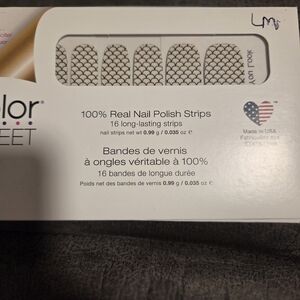 LM
olor
EET
100% Real Nail Polish Strips
16 long-lasting strips
nail strips net wt 0.99 g / 0.035 oz e
Made in USA
Bandes de vernis
à ongles véritable à 100%
16 bandes de longue durée
Poids net des bandes de vernis 0.99 g / 0.035 oz e